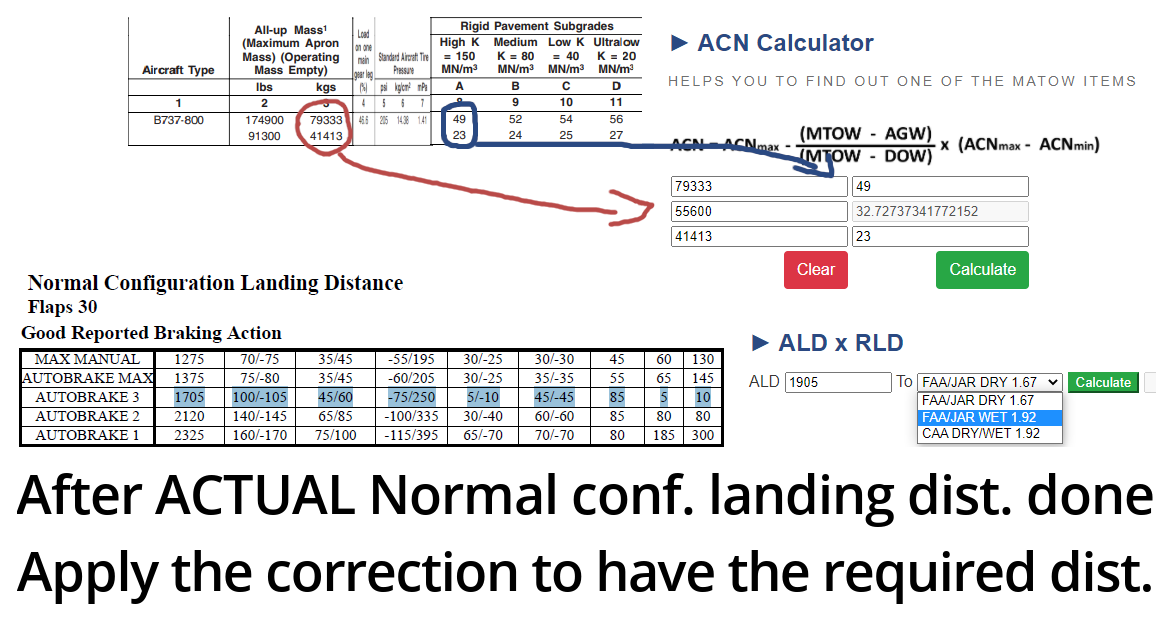 All-up Mass¹
(Maximum Apron
Mass) (Operating
Mass Empty)
Aircraft Type
lbs kgs
Load
on one
main
gear leg
(%)
Standard Aircraft Tire
Pressure
psi kg/cm² mPa
Rigid Pavement Subgrades
High K Medium Low K Ultralow
= 150 K = 80 = 40 K = 20
MN/m³ MN/m³ MN/m³ MN/m³
A B C D
1 2 3 4 5 6 7 8 9 10 11
B737-800 174900 79333 46.6 205 14.38 1.41 49 52 54 56
91300 41413 23 24 25 27
► ACN Calculator
HELPS YOU TO FIND OUT ONE OF THE MATOW ITEMS
ACN = ACNmax - (MTOW - AGW) / (MTOW - DOW) x (ACNmax - ACNmin)
79333 49
55600 32.72737341772152
41413 23
Clear Calculate
Normal Configuration Landing Distance
Flaps 30
Good Reported Braking Action
MAX MANUAL 1275 70/-75 35/45 -55/195 30/-25 30/-30 45 60 130
AUTOBRAKE MAX 1375 75/-80 35/45 -60/205 30/-25 35/-35 55 65 145
AUTOBRAKE 3 1705 100/-105 45/60 -75/250 5/-10 45/-45 85 5 10
AUTOBRAKE 2 2120 140/-145 65/85 -100/335 30/-40 60/-60 85 80 80
AUTOBRAKE 1 2325 160/-170 75/100 -115/395 65/-70 70/-70 80 185 300
► ALD x RLD
ALD 1905 To FAA/JAR DRY 1.67 Calculate
FAA/JAR DRY 1.67
FAA/JAR WET 1.92
CAA DRY/WET 1.92
After ACTUAL Normal conf. landing dist. done
Apply the correction to have the required dist.